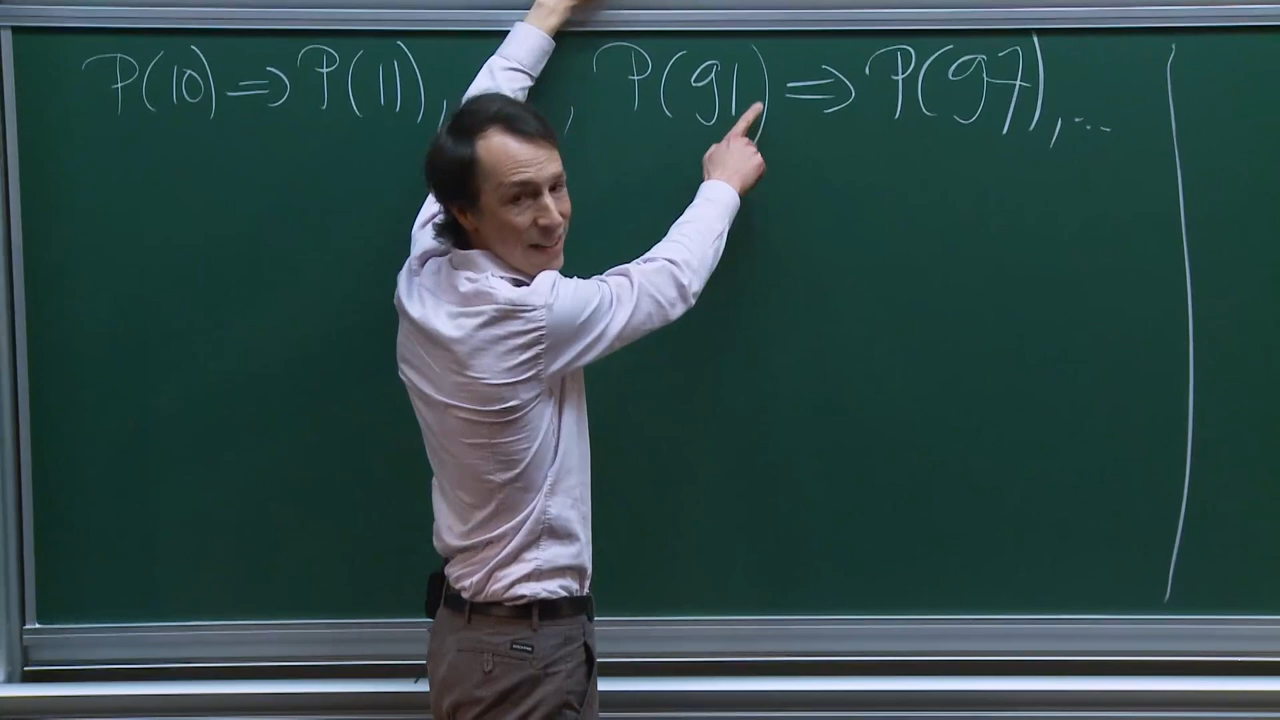 P(10) ⇒ P(11), , P(91) ⇒ P(97), ...